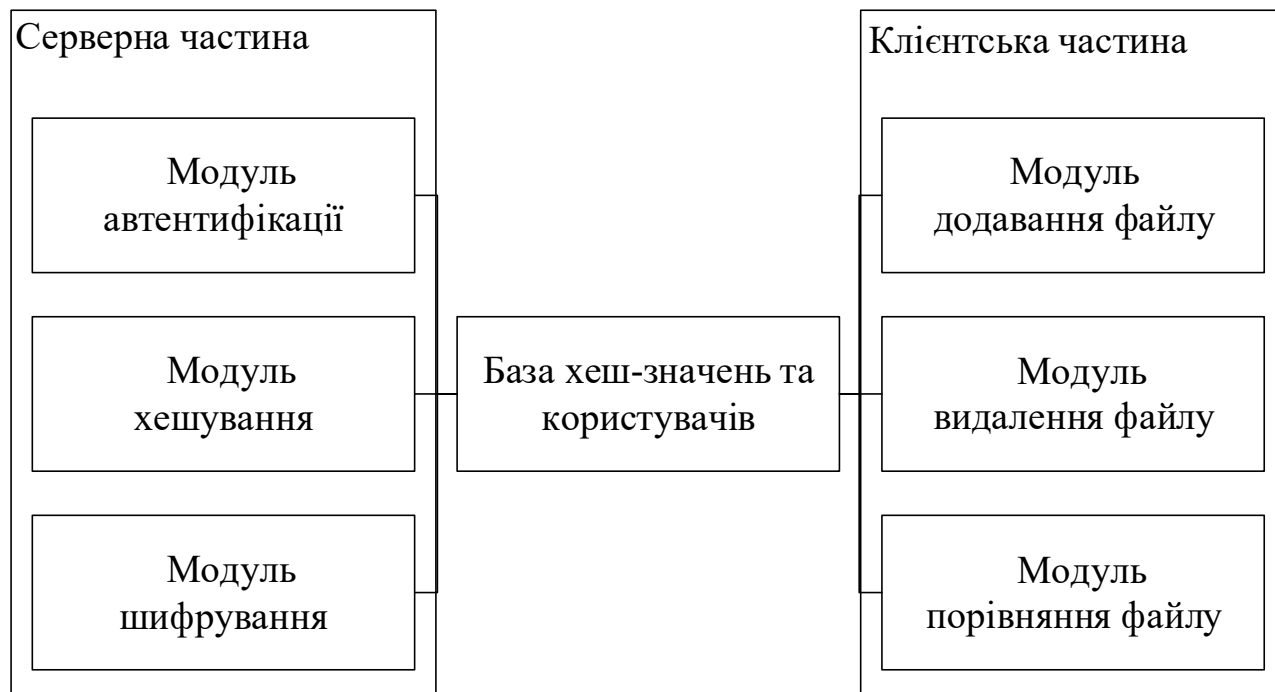 Серверна частина
Модуль
автентифікації
Модуль
хешування
Модуль
шифрування
База хеш-значень та
користувачів
Клієнтська частина
Модуль
додавання файлу
Модуль
видалення файлу
Модуль
порівняння файлу